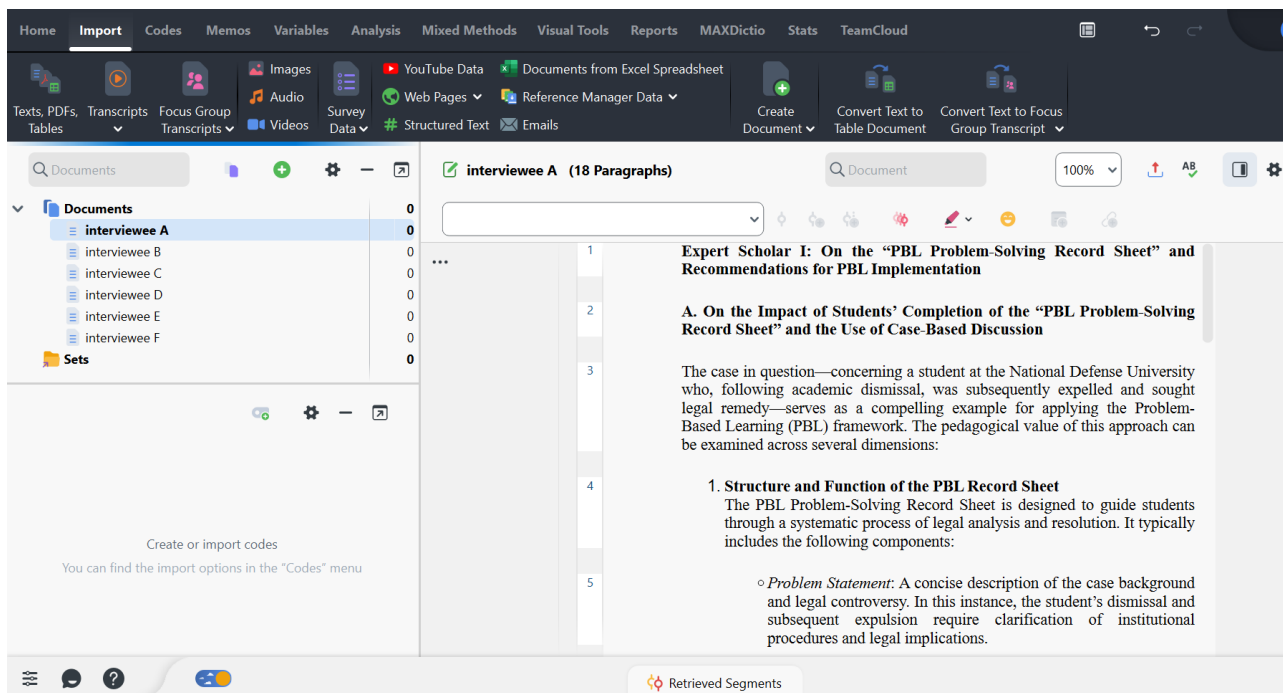 Home Import Codes Memos Variables Analysis Mixed Methods Visual Tools Reports MAXDictio Stats TeamCloud
Images YouTube Data Documents from Excel Spreadsheet
Audio Web Pages Reference Manager Data
Videos # Structured Text Emails
Texts, PDFs, Transcripts Focus Group Survey Create Convert Text to Convert Text to Focus
Tables Transcripts Data Document Table Document Group Transcript
Documents
interviewee A (18 Paragraphs)
Document
100%
AB
Documents 0
interviewee A 0
interviewee B 0
interviewee C 0
interviewee D 0
interviewee E 0
interviewee F 0
Sets 0
Create or import codes
You can find the import options in the "Codes" menu
...
1 Expert Scholar I: On the “PBL Problem-Solving Record Sheet” and
Recommendations for PBL Implementation
2 A. On the Impact of Students’ Completion of the “PBL Problem-Solving
Record Sheet” and the Use of Case-Based Discussion
3 The case in question—concerning a student at the National Defense University
who, following academic dismissal, was subsequently expelled and sought
legal remedy—serves as a compelling example for applying the Problem-
Based Learning (PBL) framework. The pedagogical value of this approach can
be examined across several dimensions:
4 1. Structure and Function of the PBL Record Sheet
The PBL Problem-Solving Record Sheet is designed to guide students
through a systematic process of legal analysis and resolution. It typically
includes the following components:
5 ○ Problem Statement: A concise description of the case background
and legal controversy. In this instance, the student’s dismissal and
subsequent expulsion require clarification of institutional
procedures and legal implications.
Retrieved Segments